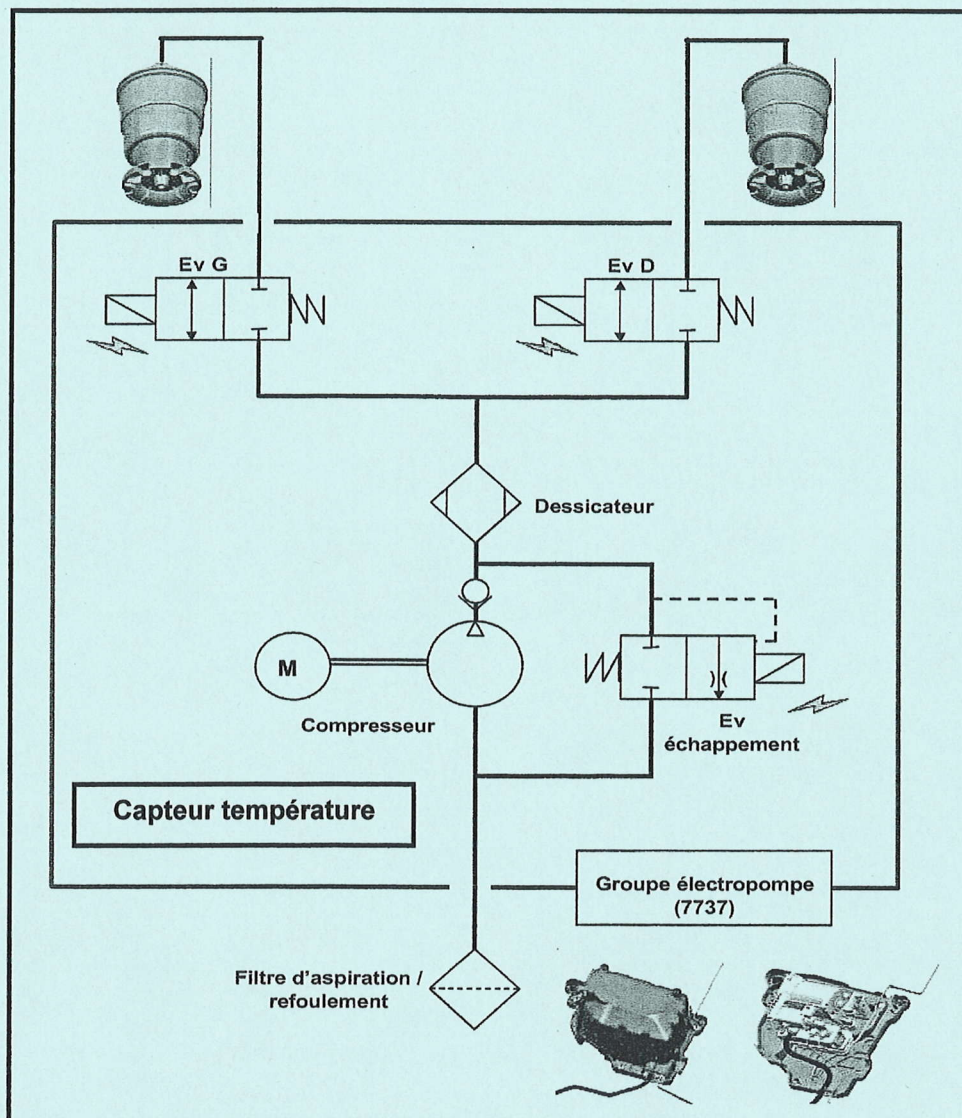 Ev G
Ev D
Dessicateur
M
Compresseur
Ev
échappement
Capteur température
Groupe électropompe
(7737)
Filtre d'aspiration /
refoulement